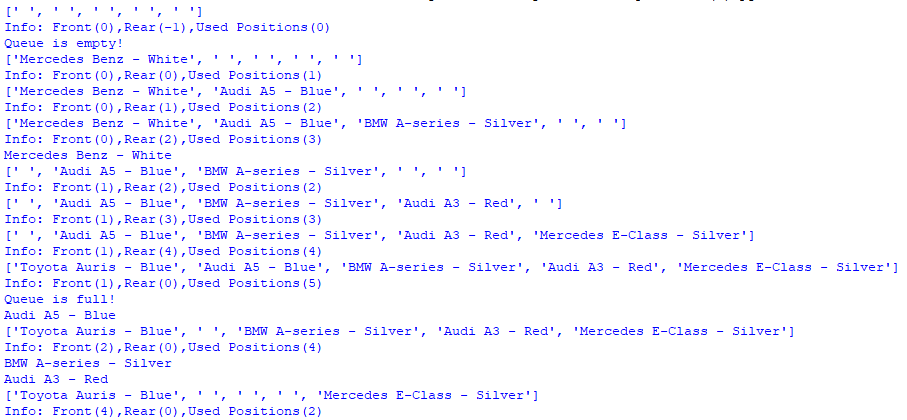 [' ', ' ', ' ', ' ', ' ']
Info: Front(0),Rear(-1),Used Positions(0)
Queue is empty!
['Mercedes Benz - White', ' ', ' ', ' ', ' ']
Info: Front(0),Rear(0),Used Positions(1)
['Mercedes Benz - White', 'Audi A5 - Blue', ' ', ' ', ' ']
Info: Front(0),Rear(1),Used Positions(2)
['Mercedes Benz - White', 'Audi A5 - Blue', 'BMW A-series - Silver', ' ', ' ']
Info: Front(0),Rear(2),Used Positions(3)
Mercedes Benz - White
[' ', 'Audi A5 - Blue', 'BMW A-series - Silver', ' ', ' ']
Info: Front(1),Rear(2),Used Positions(2)
[' ', 'Audi A5 - Blue', 'BMW A-series - Silver', 'Audi A3 - Red', ' ']
Info: Front(1),Rear(3),Used Positions(3)
[' ', 'Audi A5 - Blue', 'BMW A-series - Silver', 'Audi A3 - Red', 'Mercedes E-Class - Silver']
Info: Front(1),Rear(4),Used Positions(4)
['Toyota Auris - Blue', 'Audi A5 - Blue', 'BMW A-series - Silver', 'Audi A3 - Red', 'Mercedes E-Class - Silver']
Info: Front(1),Rear(0),Used Positions(5)
Queue is full!
Audi A5 - Blue
['Toyota Auris - Blue', ' ', 'BMW A-series - Silver', 'Audi A3 - Red', 'Mercedes E-Class - Silver']
Info: Front(2),Rear(0),Used Positions(4)
BMW A-series - Silver
Audi A3 - Red
['Toyota Auris - Blue', ' ', ' ', ' ', 'Mercedes E-Class - Silver']
Info: Front(4),Rear(0),Used Positions(2)